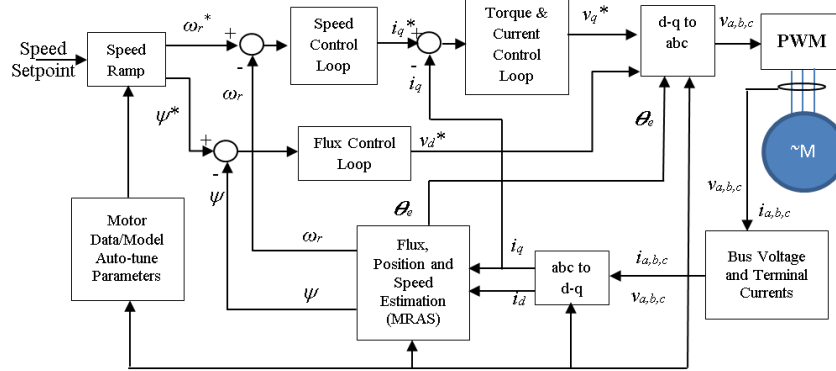 Speed
Setpoint
Speed
Ramp
ωr*
+
-
ωr
Speed
Control
Loop
iq*
+
-
iq
Torque &
Current
Control
Loop
vq*
d-q to
abc
va,b,c
PWM
ψ*
+
-
ψ
Flux Control
Loop
vd*
θe
~M
va,b,c
ia,b,c
Motor
Data/Model
Auto-tune
Parameters
ωr
ψ
θe
Flux,
Position and
Speed
Estimation
(MRAS)
iq
id
abc to
d-q
ia,b,c
va,b,c
Bus Voltage
and Terminal
Currents